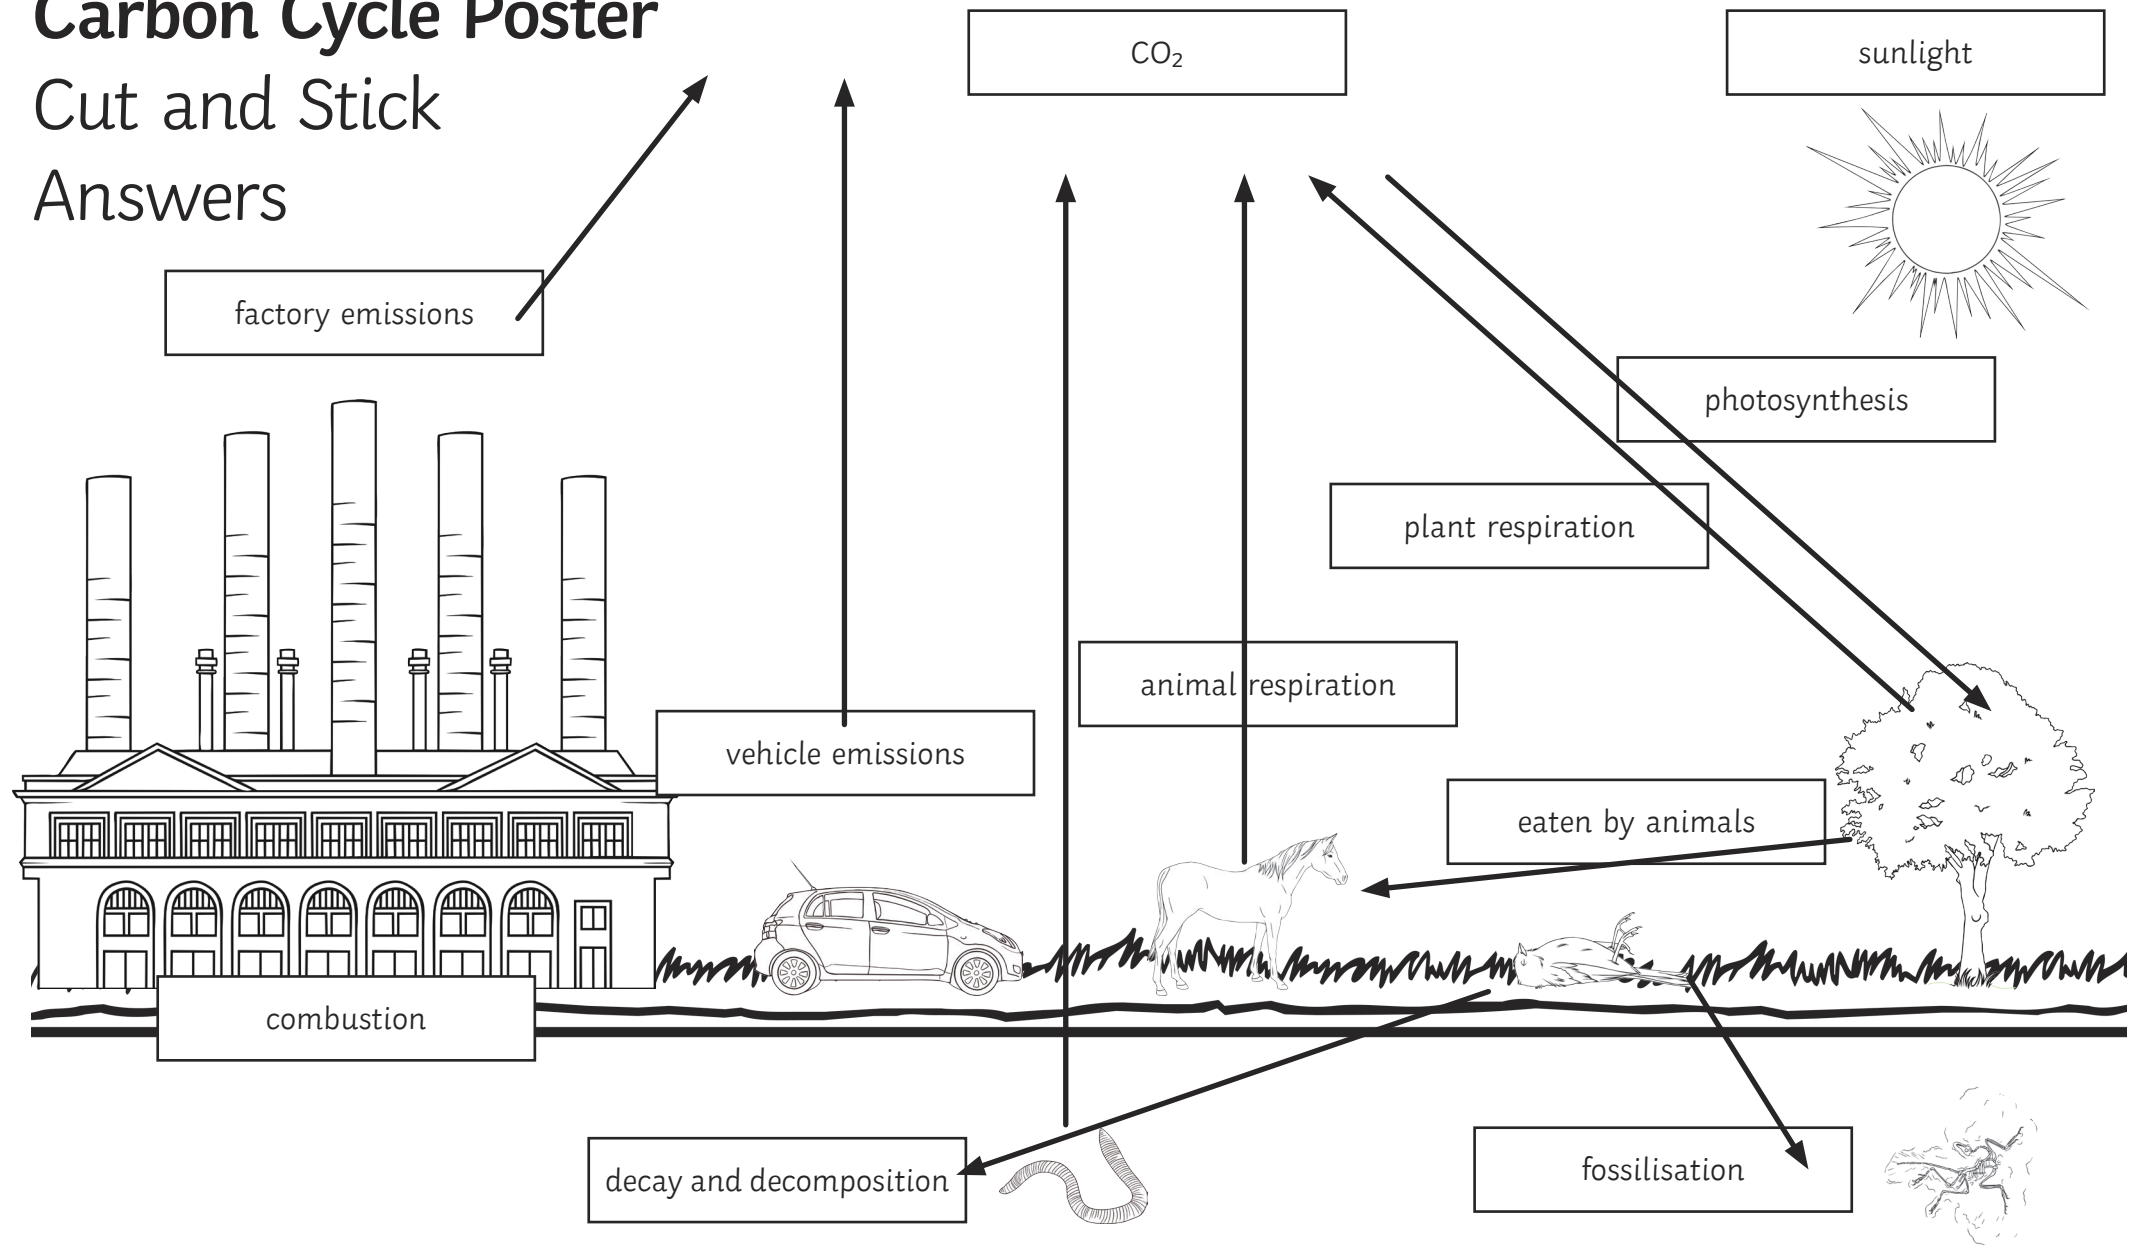 Carbon Cycle Poster
Cut and Stick
Answers
CO₂
sunlight
factory emissions
photosynthesis
plant respiration
animal respiration
vehicle emissions
eaten by animals
combustion
decay and decomposition
fossilisation